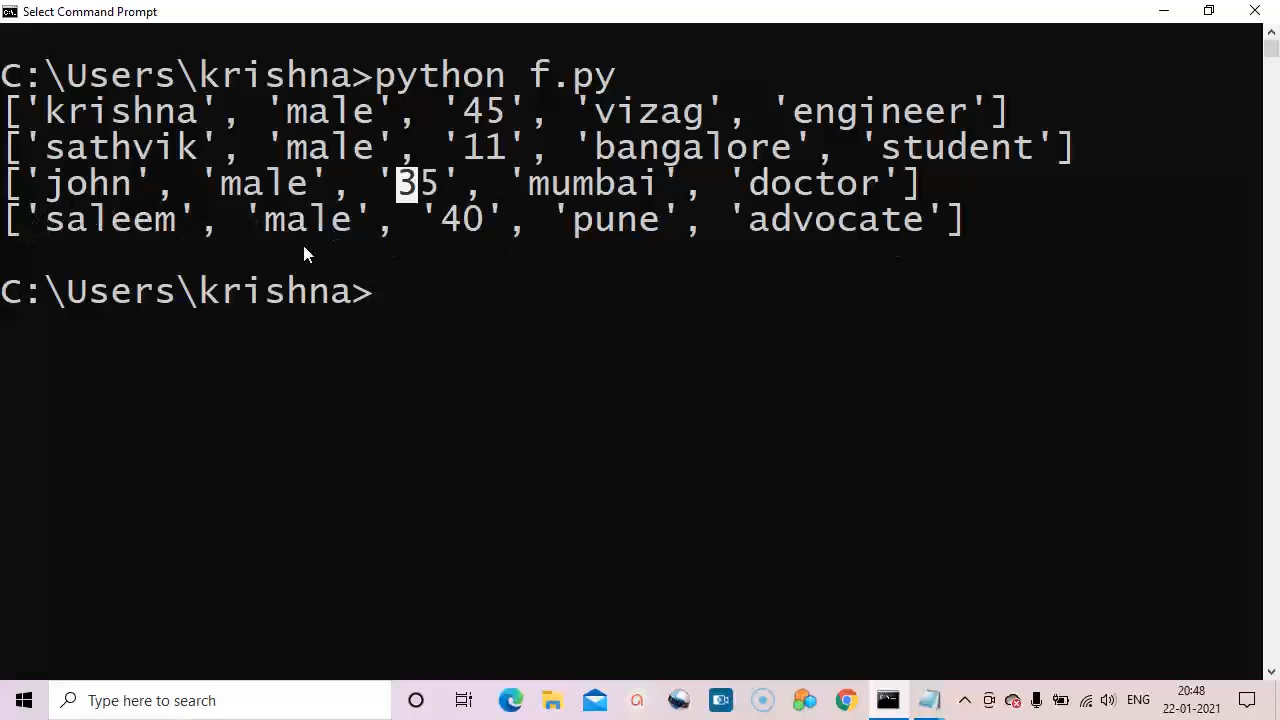 Select Command Prompt
C:\Users\krishna>python f.py
['krishna', 'male', '45', 'vizag', 'engineer']
['sathvik', 'male', '11', 'bangalore', 'student']
['john', 'male', '35', 'mumbai', 'doctor']
['saleem', 'male', '40', 'pune', 'advocate']
C:\Users\krishna>
Type here to search
ENG
20:48
22-01-2021